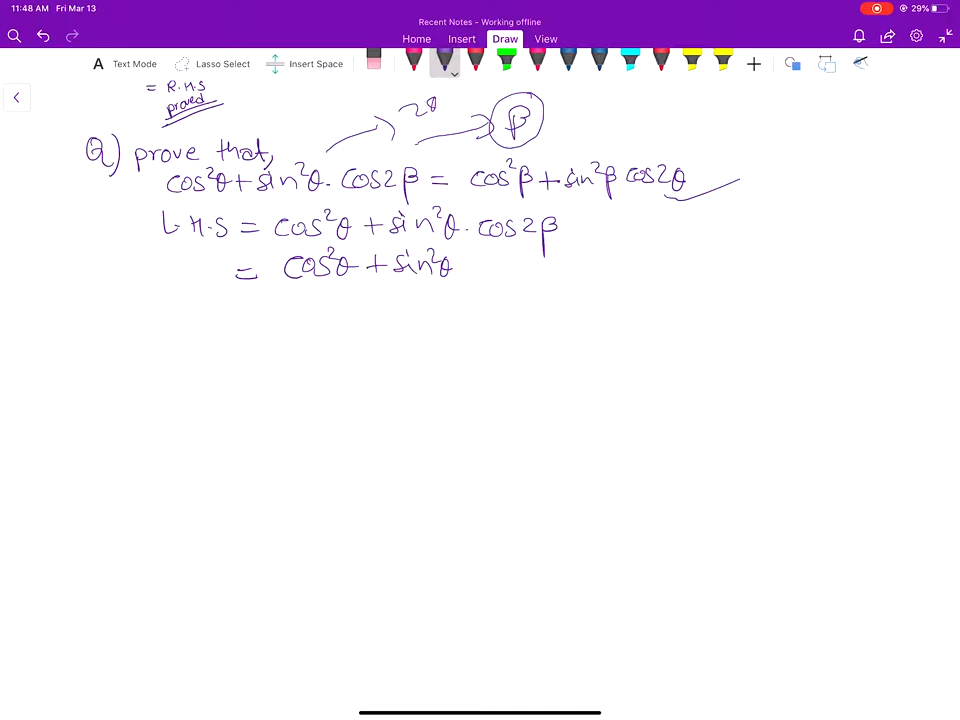 11:48 AM Fri Mar 13
29%
Recent Notes - Working offline
Home Insert Draw View
A Text Mode Lasso Select Insert Space
= R.H.S
proved
2θ
β
Q) prove that,
cos²θ + sin²θ. cos2β = cos²β + sin²β cos2θ
L.H.S = cos²θ + sin²θ. cos2β
= cos²θ + sin²θ